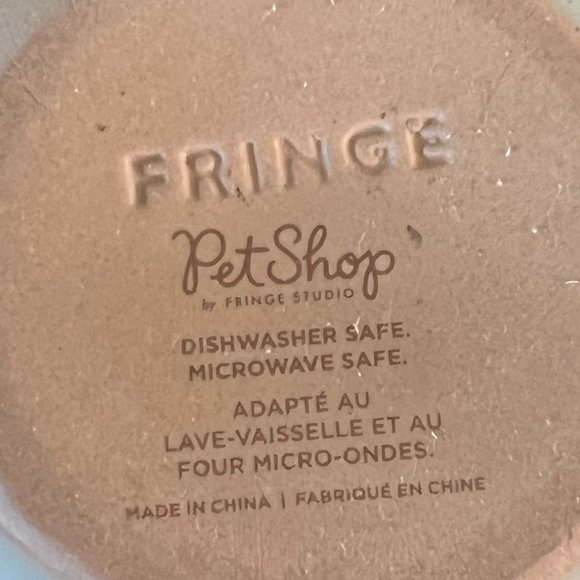 FRINGE
PetShop
by FRINGE STUDIO
DISHWASHER SAFE.
MICROWAVE SAFE.
ADAPTÉ AU
LAVE-VAISSELLE ET AU
FOUR MICRO-ONDES.
MADE IN CHINA | FABRIQUÉ EN CHINE